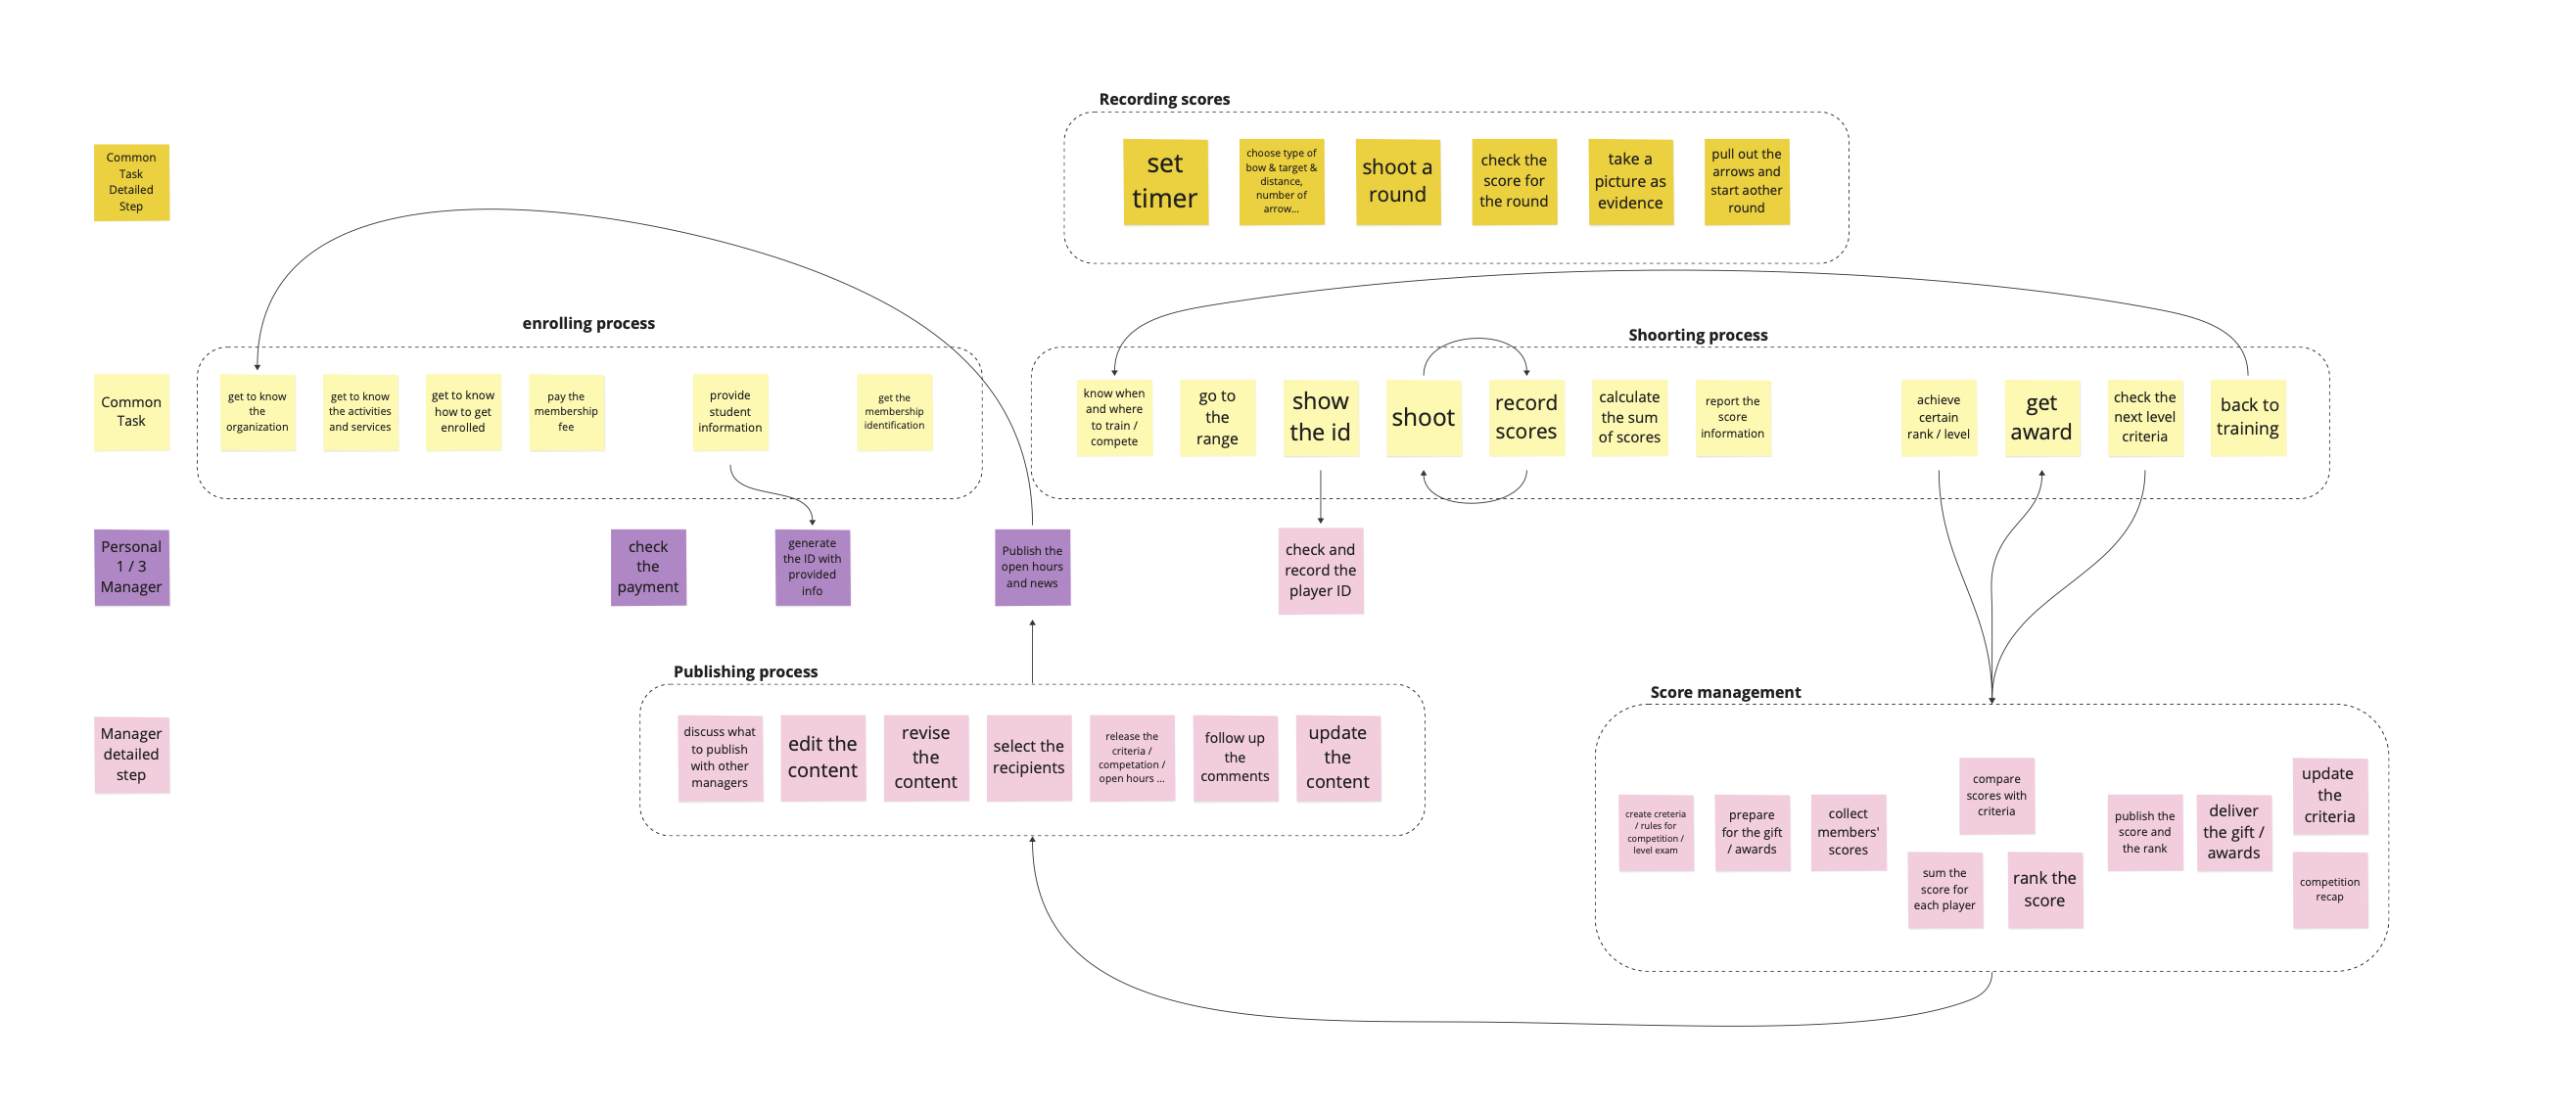 Recording scores
Common
Task
Detailed
Step
set
timer
choose type of
bow & target &
distance,
number of
arrow...
shoot a
round
check the
score for
the round
take a
picture as
evidence
pull out the
arrows and
start aother
round
enrolling process
Shoorting process
Common
Task
get to know
the
organization
get to know
the activities
and services
get to know
how to get
enrolled
pay the
membership
fee
provide
student
information
get the
membership
identification
know when
and where
to train /
compete
go to
the
range
show
the id
shoot
record
scores
calculate
the sum
of scores
report the
score
information
achieve
certain
rank / level
get
award
check the
next level
criteria
back to
training
Personal
1 / 3
Manager
check
the
payment
generate
the ID with
provided
info
Publish the
open hours
and news
check and
record the
player ID
Publishing process
Score management
Manager
detailed
step
discuss what
to publish
with other
managers
edit the
content
revise
the
content
select the
recipients
release the
criteria /
competation /
open hours ...
follow up
the
comments
update
the
content
create creteria
/ rules for
competition /
level exam
prepare
for the gift
/ awards
collect
members'
scores
compare
scores with
criteria
sum the
score for
each player
rank the
score
publish the
score and
the rank
deliver
the gift /
awards
update
the
criteria
competition
recap